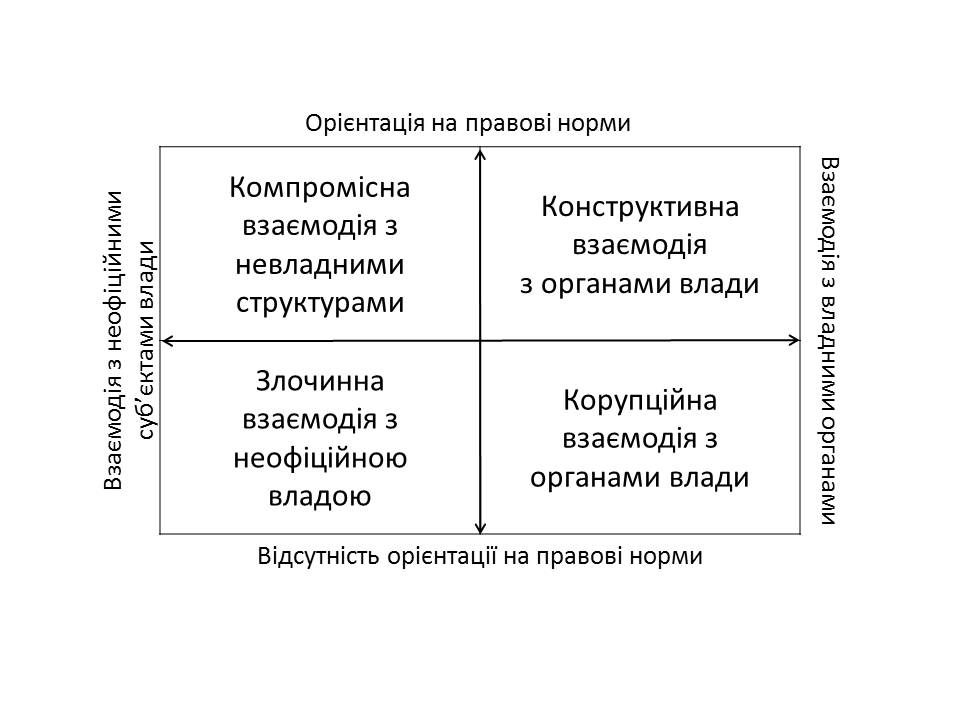 Орієнтація на правові норми
Взаємодія з неофіційними
суб’єктами влади
Компромісна
взаємодія з
невладними
структурами
Конструктивна
взаємодія
з органами влади
Взаємодія з владними органами
Злочинна
взаємодія з
неофіційною
владою
Корупційна
взаємодія з
органами влади
Відсутність орієнтації на правові норми